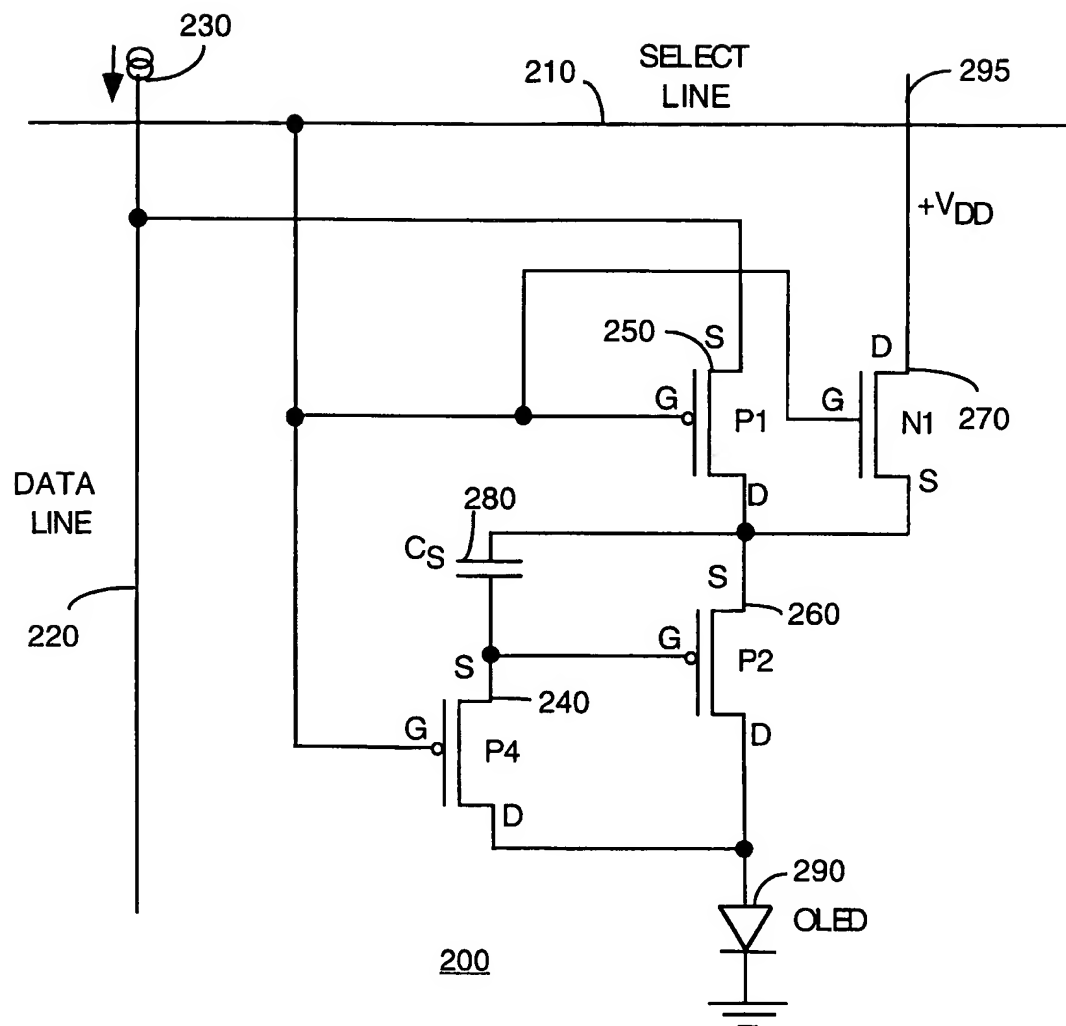 230
SELECT
LINE
210
295
+VDD
250
S
D
G
P1
G
N1
270
D
S
DATA
LINE
280
CS
S
260
220
G
P2
S
240
G
P4
D
D
290
OLED
200